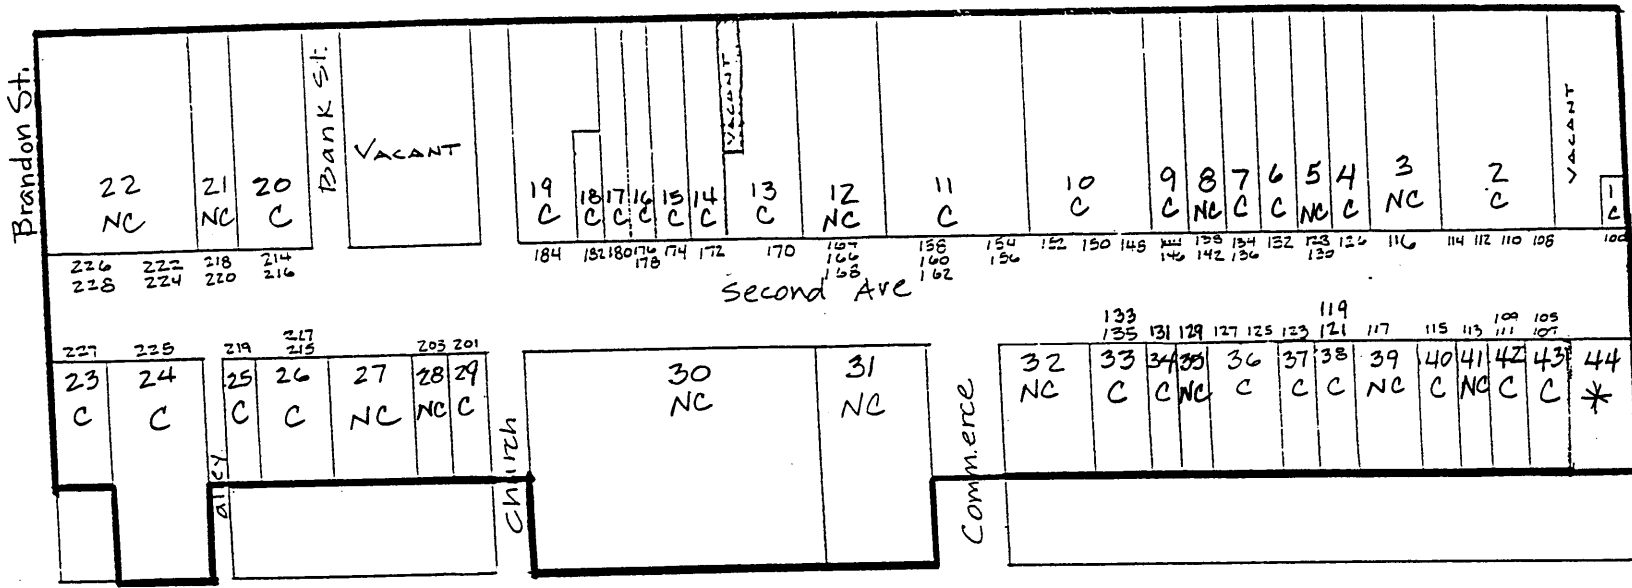 Brandon St.
Bank St.
VACANT
VACANT
VACANT
22 21 20 19 18 17 16 15 14 13 12 11 10 9 8 7 6 5 4 3 2 1
NC NC C C C C C C C C NC C C C NC C C NC C NC C C
226 222 218 214 184 182 180 176 174 172 170 158 154 152 150 148 138 134 132 126 116 114 112 110 108 100
228 224 220 216 178 166 160 156 146 142 136 130
168 162
Second Ave
133 119 109 105
227 225 219 217 203 201 135 131 129 127 125 123 121 117 115 113 111 107
215
23 24 25 26 27 28 29 30 31 32 33 34 35 36 37 38 39 40 41 42 43 44
C C C C NC NC C NC NC NC C C NC C C C NC C NC C C *
alley
Church
Commerce